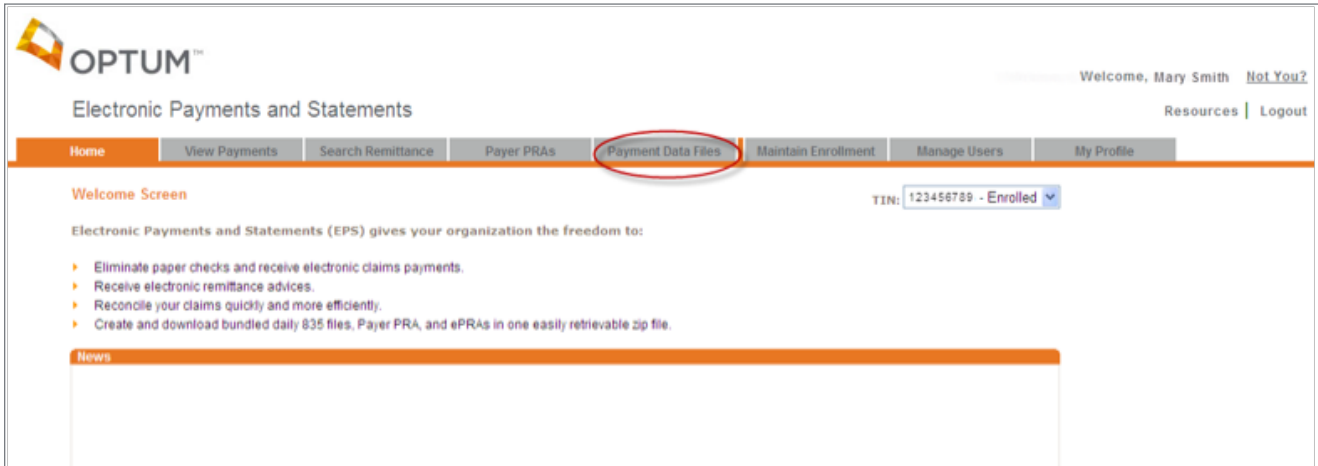 OPTUM™
Welcome, Mary Smith Not You?
Electronic Payments and Statements
Resources | Logout
Home View Payments Search Remittance Payer PRAs Payment Data Files Maintain Enrollment Manage Users My Profile
Welcome Screen
TIN: 123456789 - Enrolled
Electronic Payments and Statements (EPS) gives your organization the freedom to:
Eliminate paper checks and receive electronic claims payments.
Receive electronic remittance advices.
Reconcile your claims quickly and more efficiently.
Create and download bundled daily 835 files, Payer PRA, and ePRAs in one easily retrievable zip file.
News